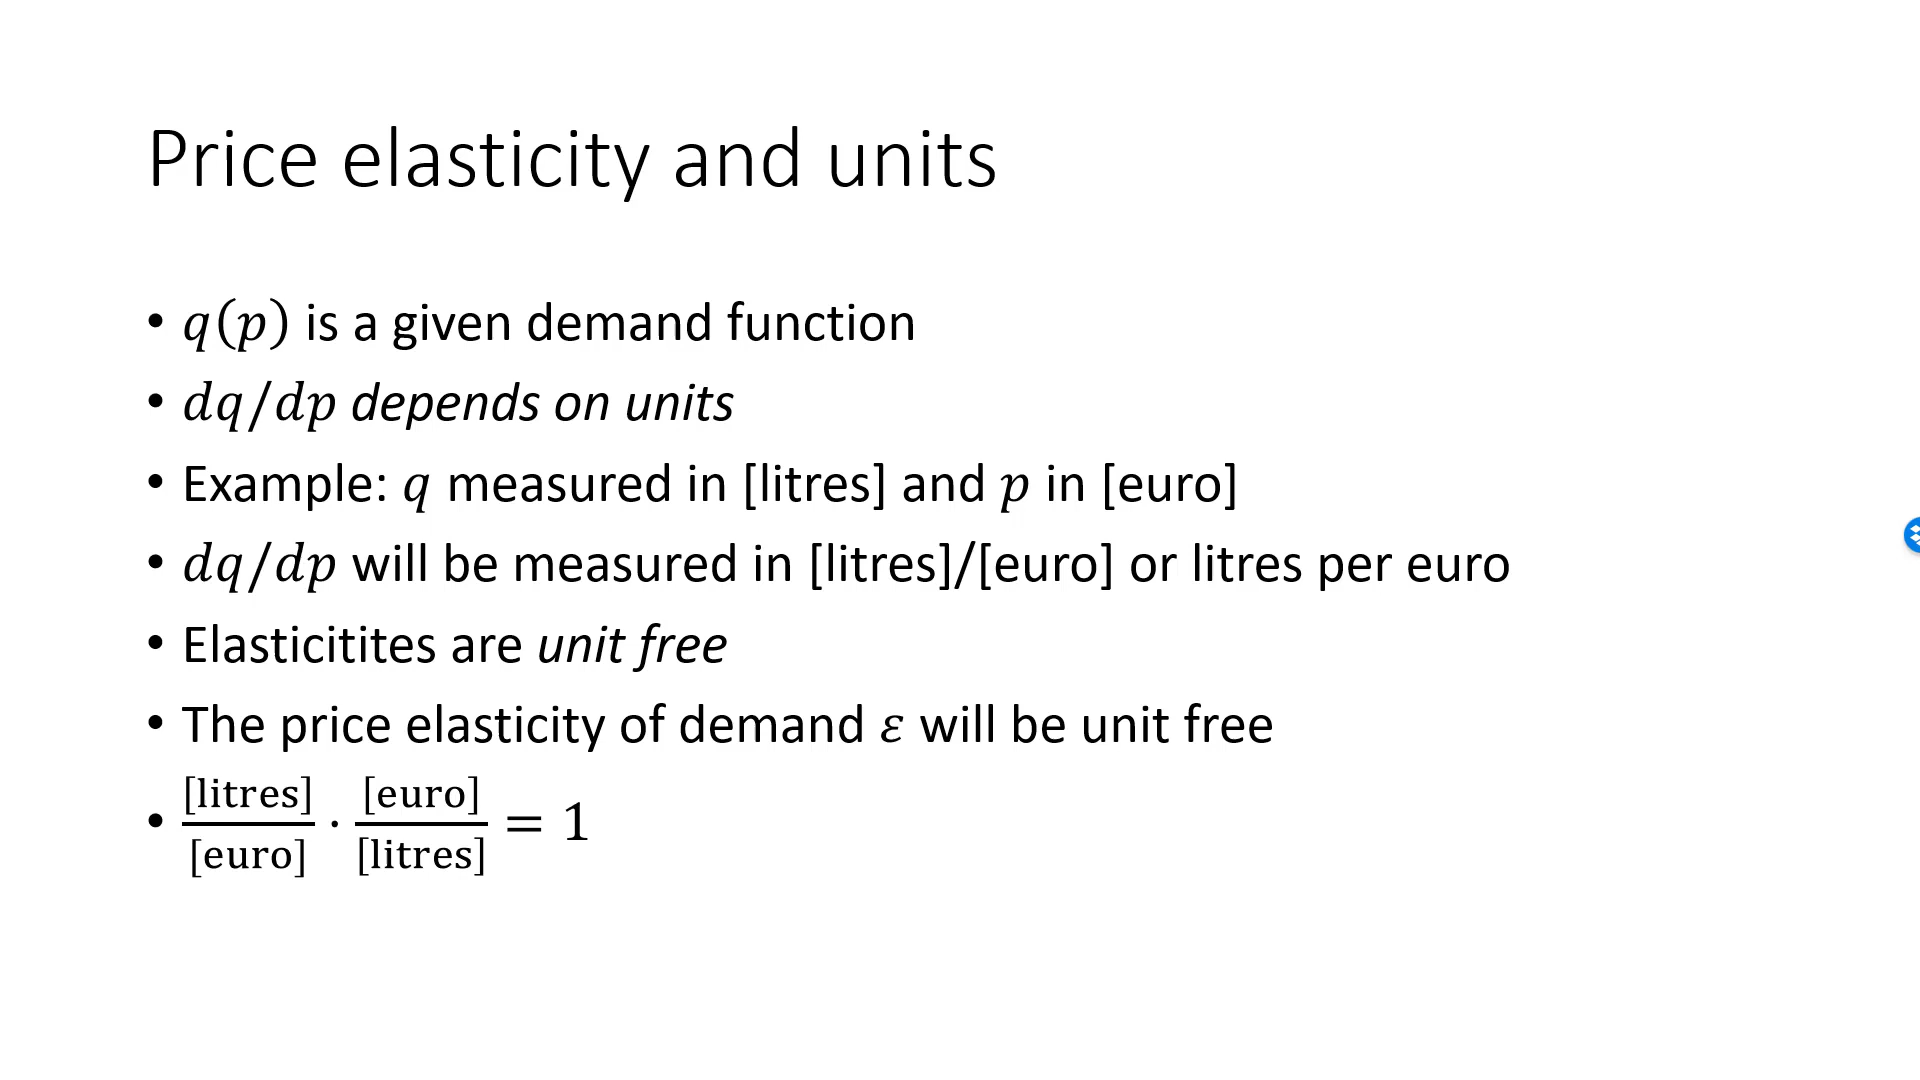 Price elasticity and units
• q(p) is a given demand function
• dq/dp depends on units
• Example: q measured in [litres] and p in [euro]
• dq/dp will be measured in [litres]/[euro] or litres per euro
• Elasticitites are unit free
• The price elasticity of demand ε will be unit free
• [litres]/[euro] · [euro]/[litres] = 1